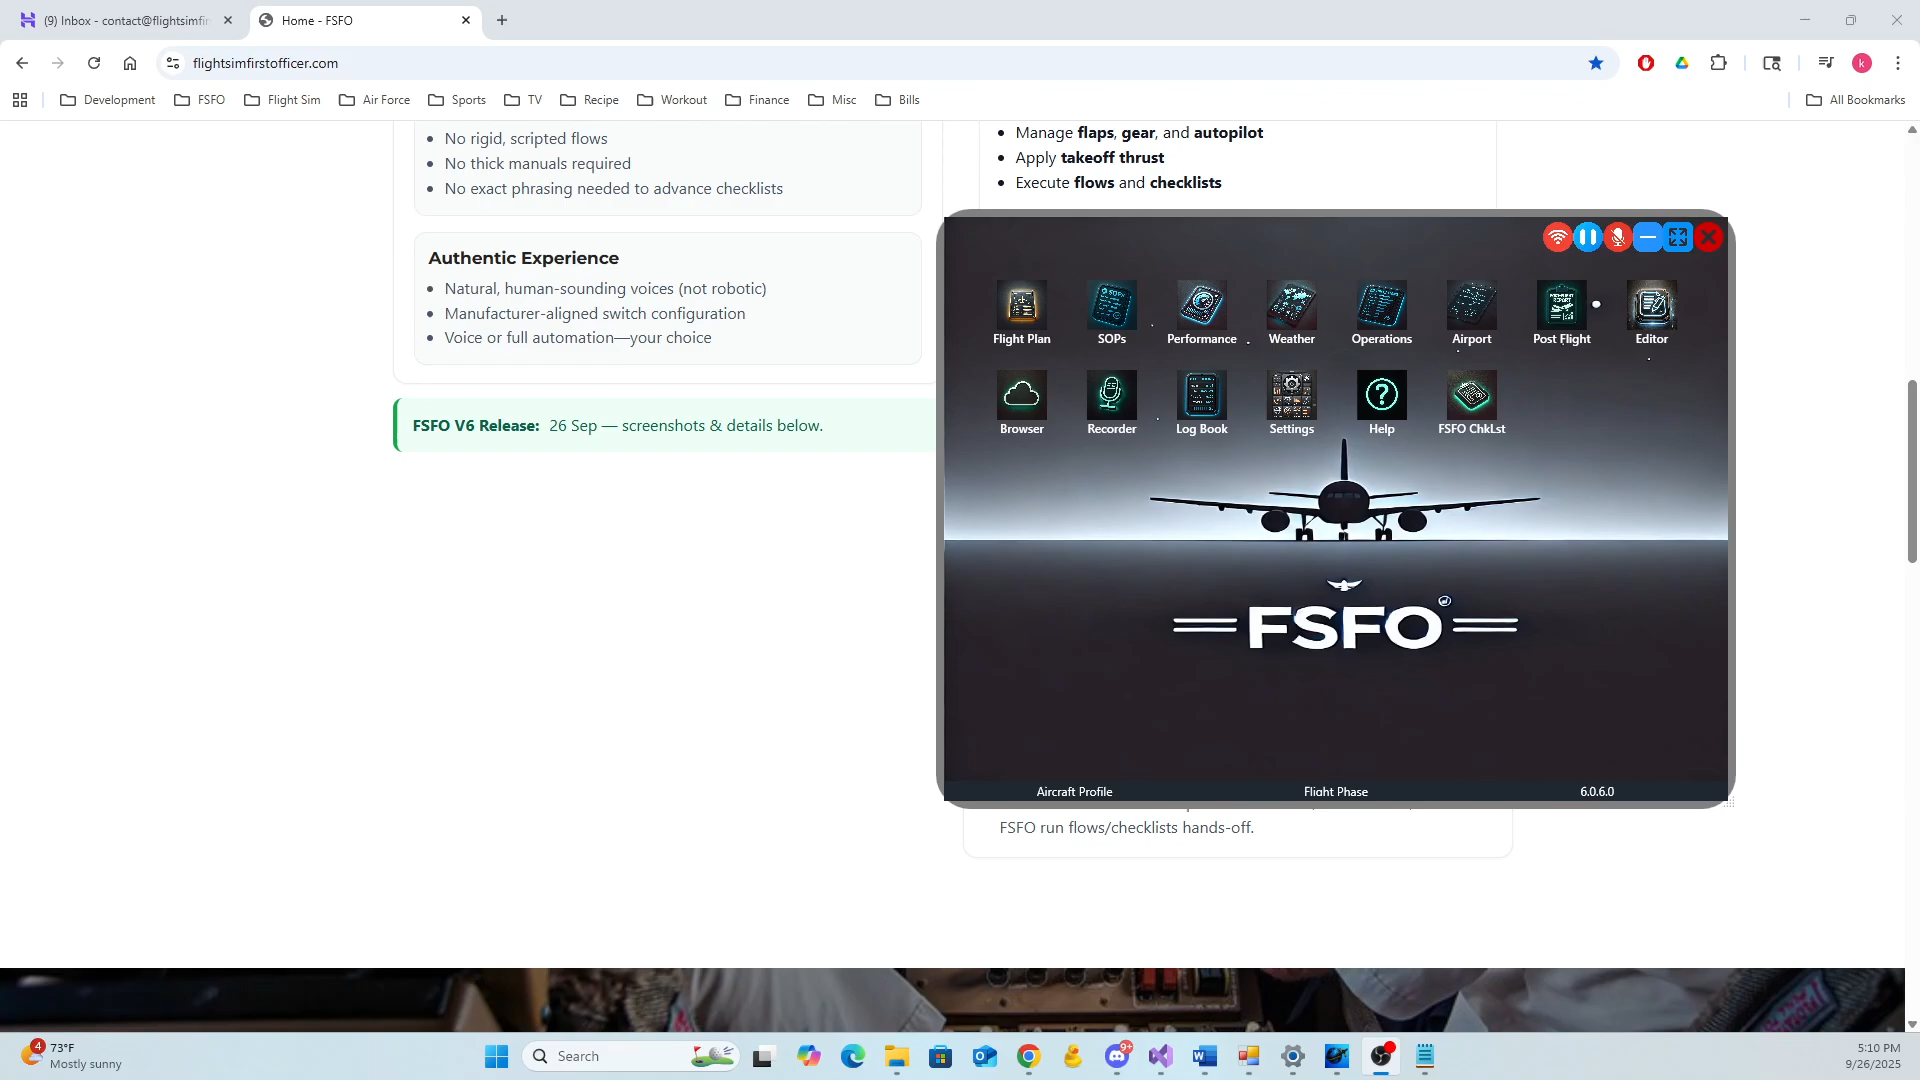 (9) Inbox - contact@flightsimfir
Home - FSFO
flightsimfirstofficer.com
k
Development
FSFO
Flight Sim
Air Force
Sports
TV
Recipe
Workout
Finance
Misc
Bills
All Bookmarks
No rigid, scripted flows
No thick manuals required
No exact phrasing needed to advance checklists
Authentic Experience
Natural, human-sounding voices (not robotic)
Manufacturer-aligned switch configuration
Voice or full automation—your choice
FSFO V6 Release: 26 Sep — screenshots & details below.
Manage flaps, gear, and autopilot
Apply takeoff thrust
Execute flows and checklists
Flight Plan
SOPs
Performance
Weather
Operations
Airport
Post Flight
Editor
Browser
Recorder
Log Book
Settings
Help
FSFO ChkLst
FSFO
Aircraft Profile
Flight Phase
6.0.6.0
FSFO run flows/checklists hands-off.
4
73°F
Mostly sunny
Search
9+
5:10 PM
9/26/2025